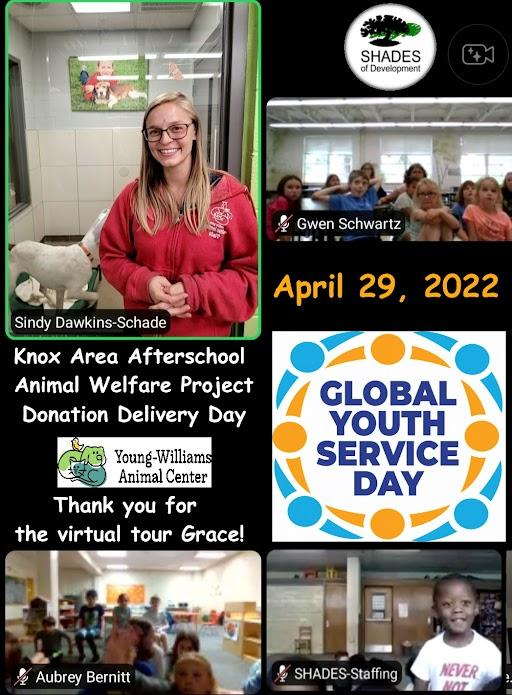 SHADES
of Development
Gwen Schwartz
Sindy Dawkins-Schade
April 29, 2022
Knox Area Afterschool
Animal Welfare Project
Donation Delivery Day
GLOBAL
YOUTH
SERVICE
DAY
Young-Williams
Animal Center
Thank you for
the virtual tour Grace!
Aubrey Bernitt
SHADES-Staffing
NEVER
NOT